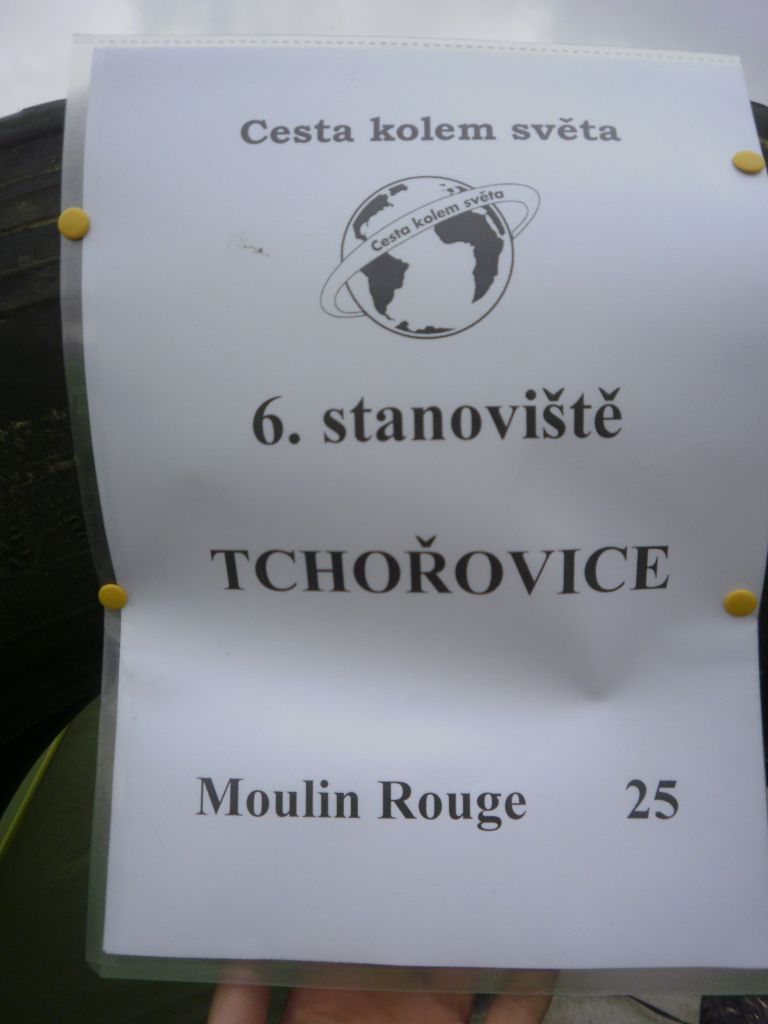 Cesta kolem světa
Cesta kolem světa
6. stanoviště
TCHOŘOVICE
Moulin Rouge 25